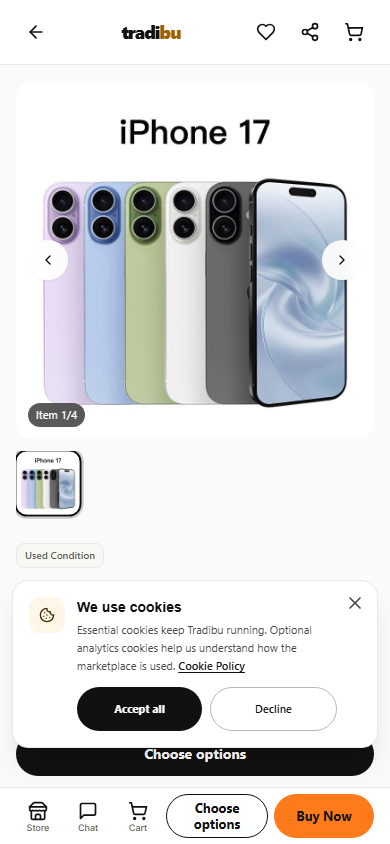 tradibu
iPhone 17
Item 1/4
iPhone 17
Used Condition
We use cookies
Essential cookies keep Tradibu running. Optional
analytics cookies help us understand how the
marketplace is used. Cookie Policy
Accept all
Decline
Choose options
Store
Chat
Cart
Choose
options
Buy Now